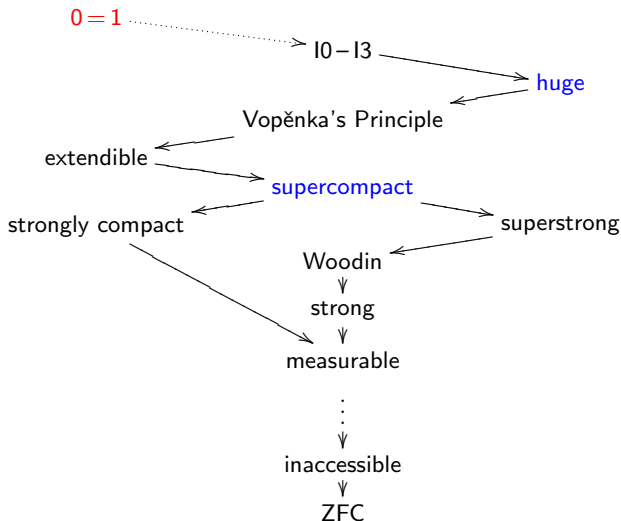 0 = 1
I0 – I3
huge
Vopěnka's Principle
extendible
supercompact
strongly compact
superstrong
Woodin
strong
measurable
inaccessible
ZFC